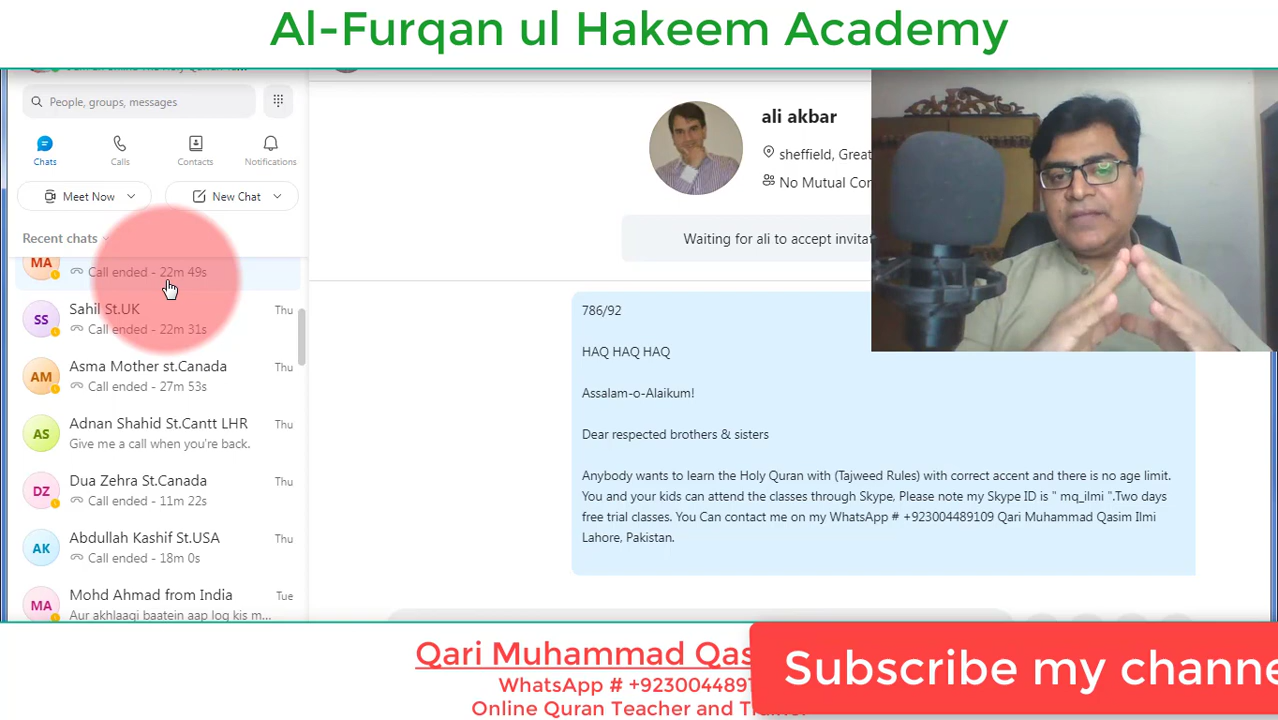 Al-Furqan ul Hakeem Academy
People, groups, messages
Chats
Calls
Contacts
Notifications
Meet Now
New Chat
Recent chats
MA
Call ended - 22m 49s
SS
Sahil St.UK
Thu
Call ended - 22m 31s
AM
Asma Mother st.Canada
Thu
Call ended - 27m 53s
AS
Adnan Shahid St.Cantt LHR
Thu
Give me a call when you're back.
DZ
Dua Zehra St.Canada
Thu
Call ended - 11m 22s
AK
Abdullah Kashif St.USA
Thu
Call ended - 18m 0s
MA
Mohd Ahmad from India
Tue
Aur akhlaaqi baatein aap log kis m...
ali akbar
sheffield, Great
No Mutual Con
Waiting for ali to accept invita
786/92
HAQ HAQ HAQ
Assalam-o-Alaikum!
Dear respected brothers & sisters
Anybody wants to learn the Holy Quran with (Tajweed Rules) with correct accent and there is no age limit.
You and your kids can attend the classes through Skype, Please note my Skype ID is " mq_ilmi ".Two days
free trial classes. You Can contact me on my WhatsApp # +923004489109 Qari Muhammad Qasim Ilmi
Lahore, Pakistan.
Qari Muhammad Qas
WhatsApp # +92300448910
Online Quran Teacher and Trainer
Subscribe my channe